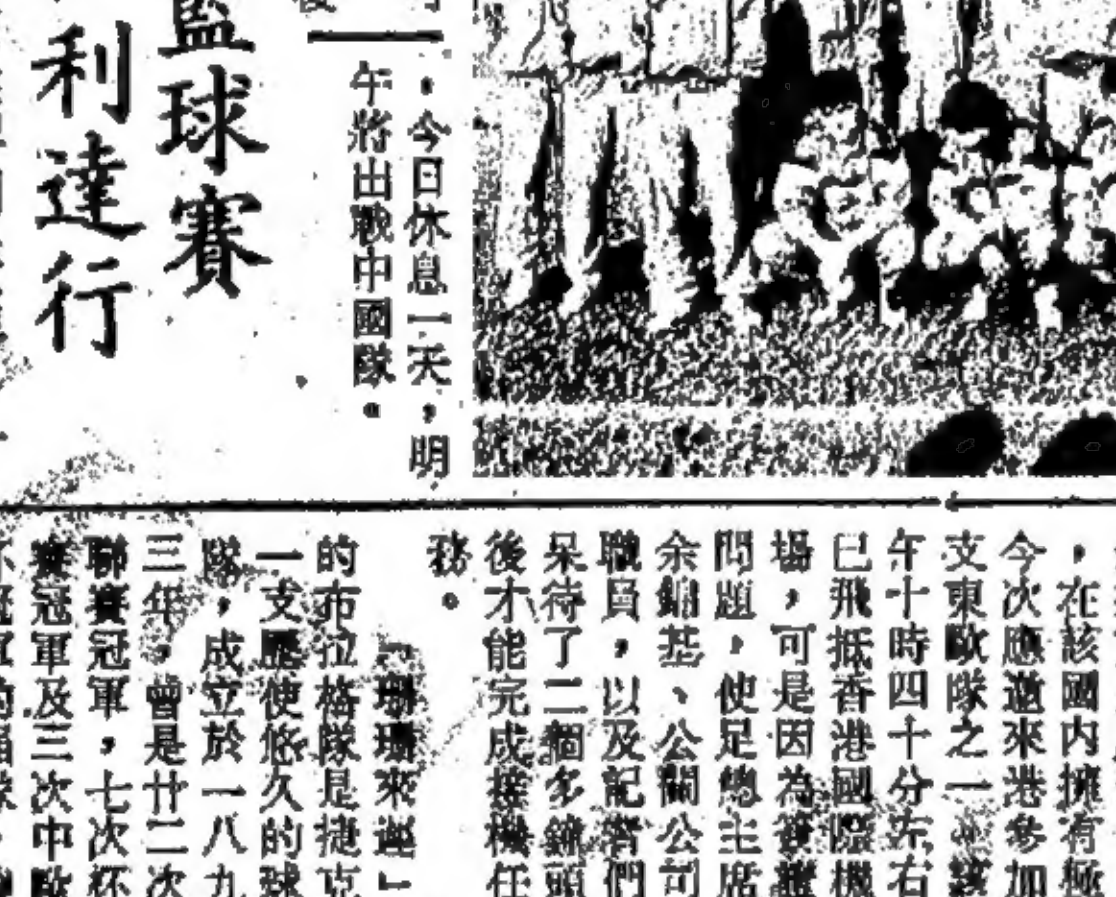 ，今日休息一天，明
午將出戰中國隊。
籃球賽
利達行
，在該國內擁有極
今次應邀來港參加
支東歐隊之一，該
午十時四十分左右
已飛抵香港國際機
場，可是因為簽證
問題，使足總主席
余錦基、公關公司
職員，以及記者們
呆待了二個多鐘頭
後才能完成接機任
務。
「珊珊來遲」
的布拉格隊是捷克
一支歷使悠久的球
隊，成立於一八九
三年，曾是廿二次
聯賽冠軍，七次杯
賽冠軍及三次中歐